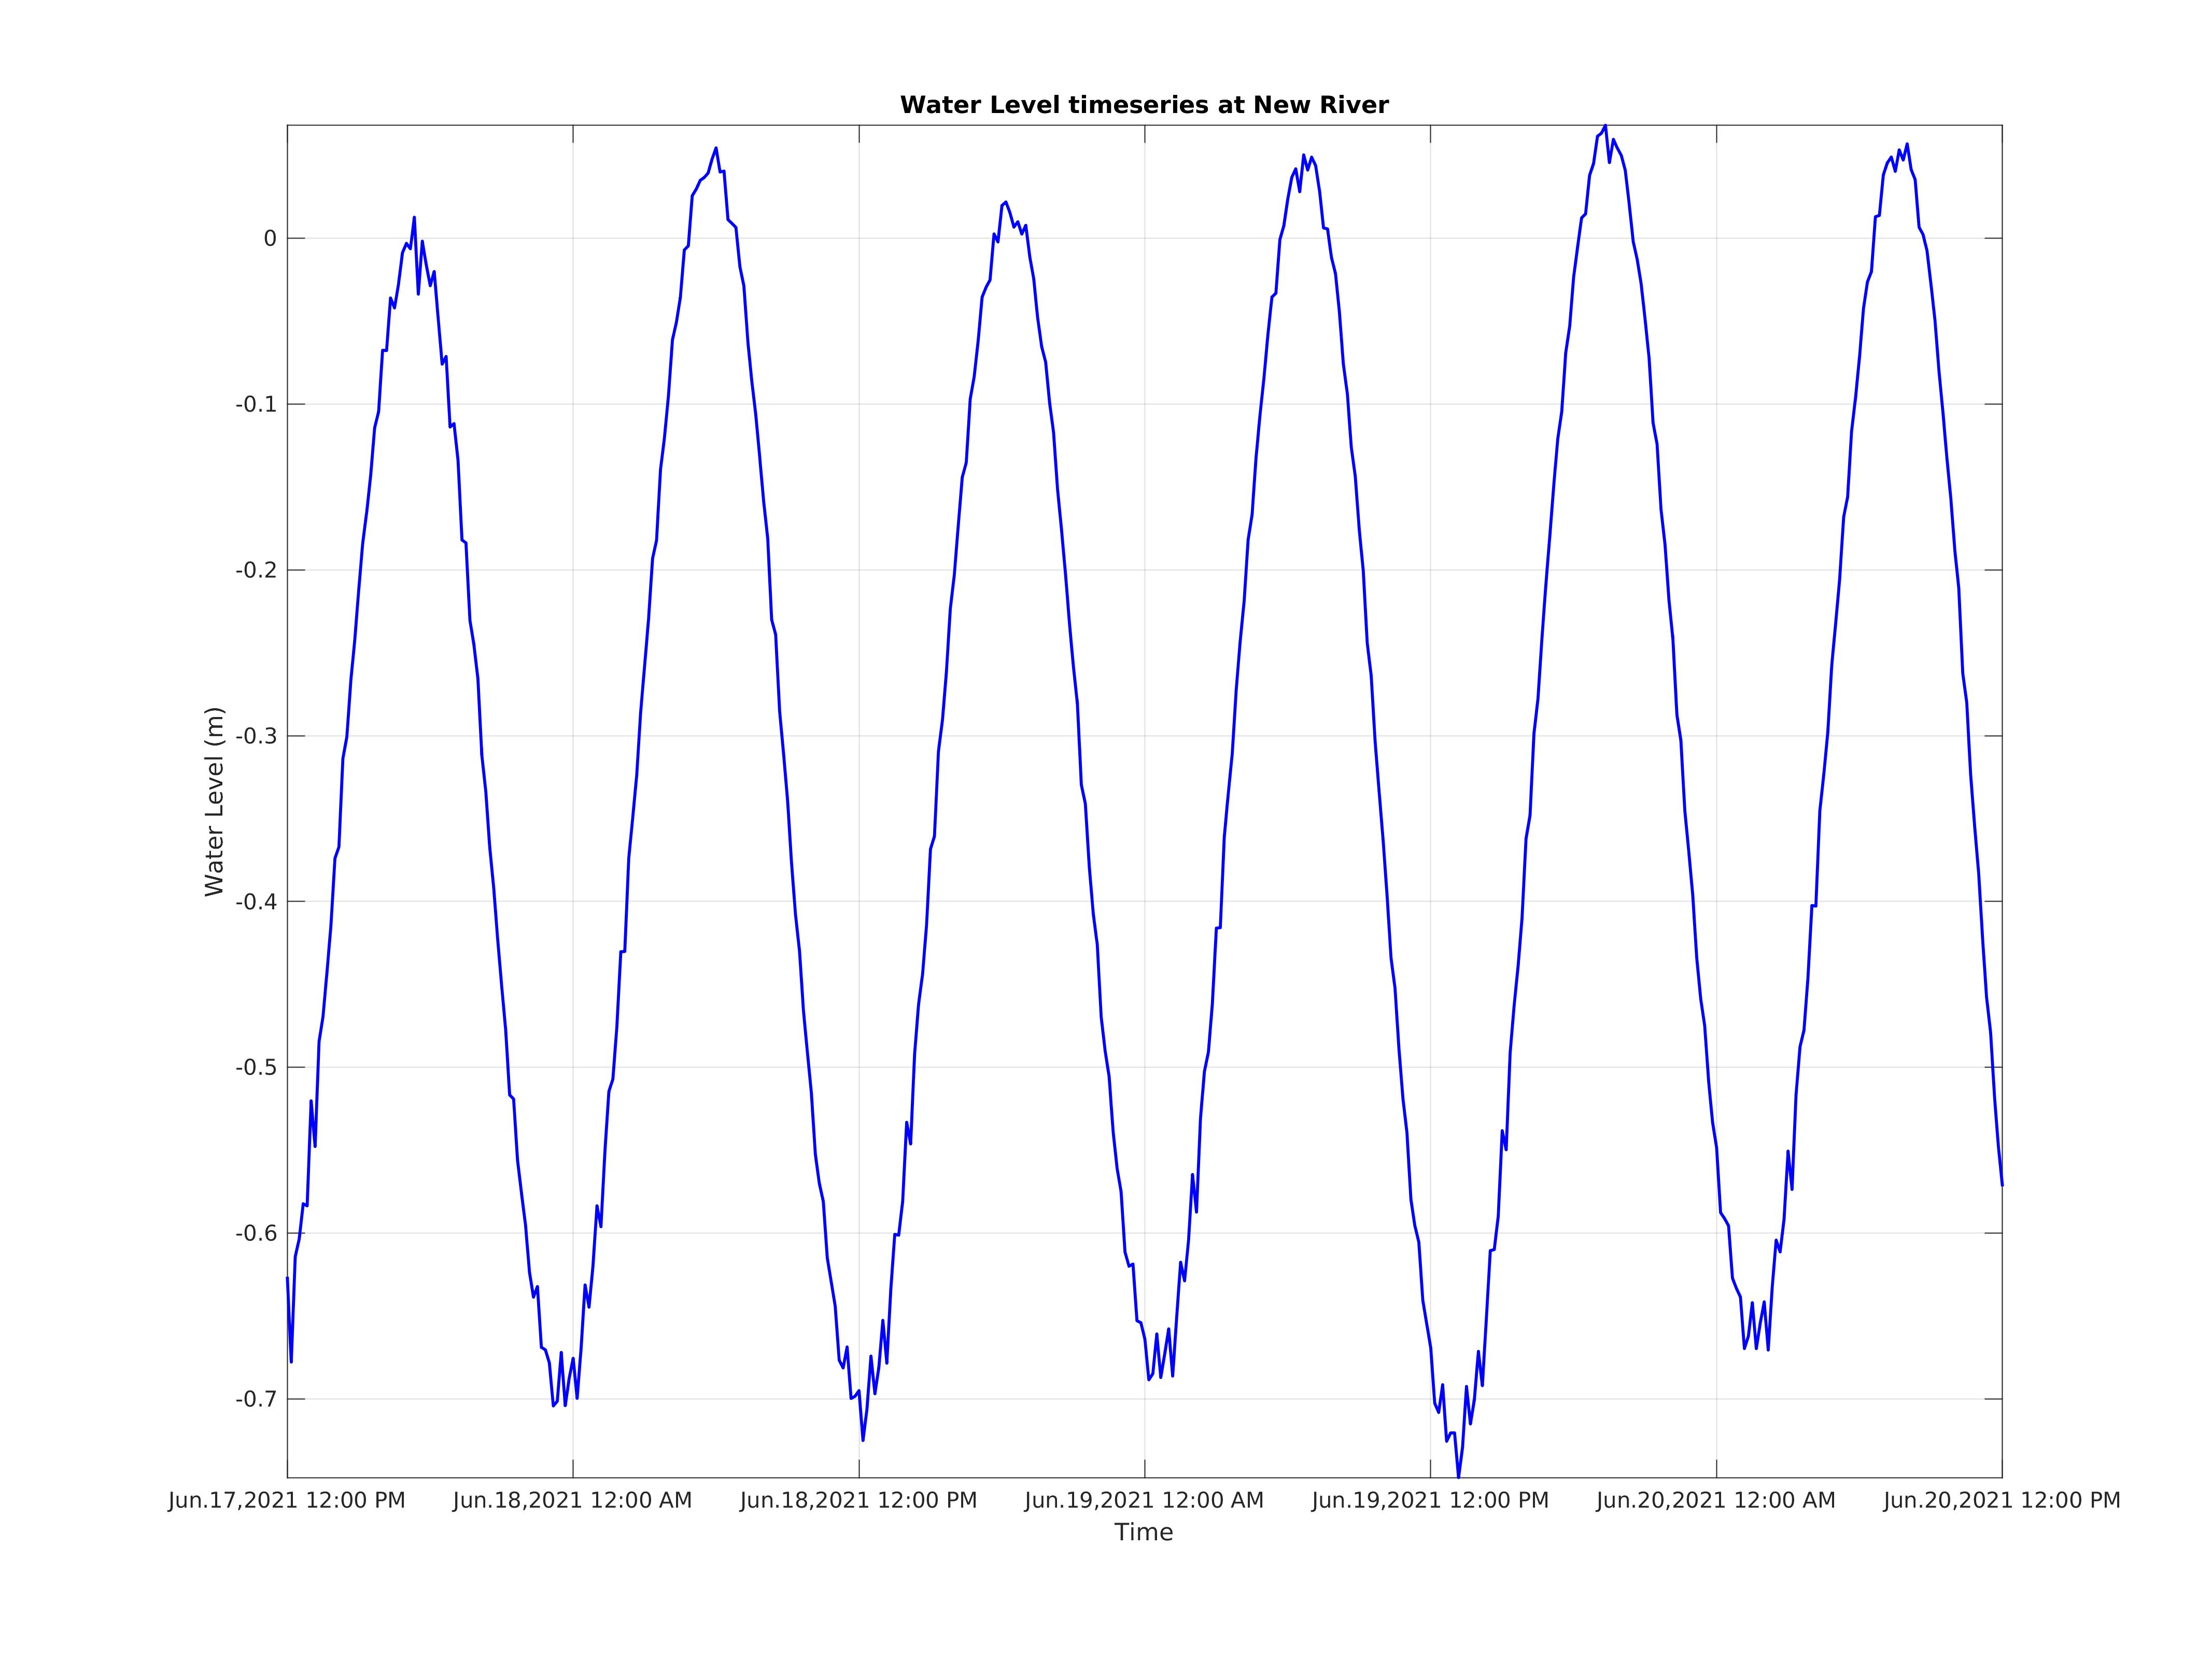 Water Level timeseries at New River
0
-0.1
-0.2
-0.3
-0.4
-0.5
-0.6
-0.7
Water Level (m)
Jun.17,2021 12:00 PM Jun.18,2021 12:00 AM Jun.18,2021 12:00 PM Jun.19,2021 12:00 AM Jun.19,2021 12:00 PM Jun.20,2021 12:00 AM Jun.20,2021 12:00 PM
Time